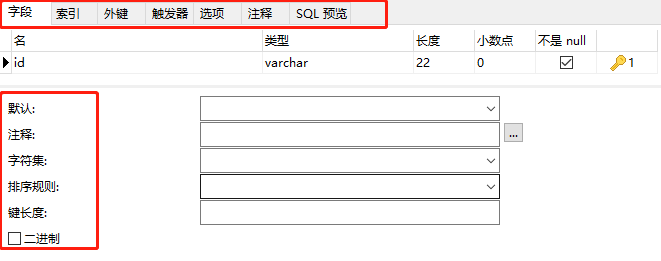 字段 索引 外键 触发器 选项 注释 SQL 预览
名 类型 长度 小数点 不是 null
id varchar 22 0 1
默认:
注释: ...
字符集:
排序规则:
键长度:
二进制